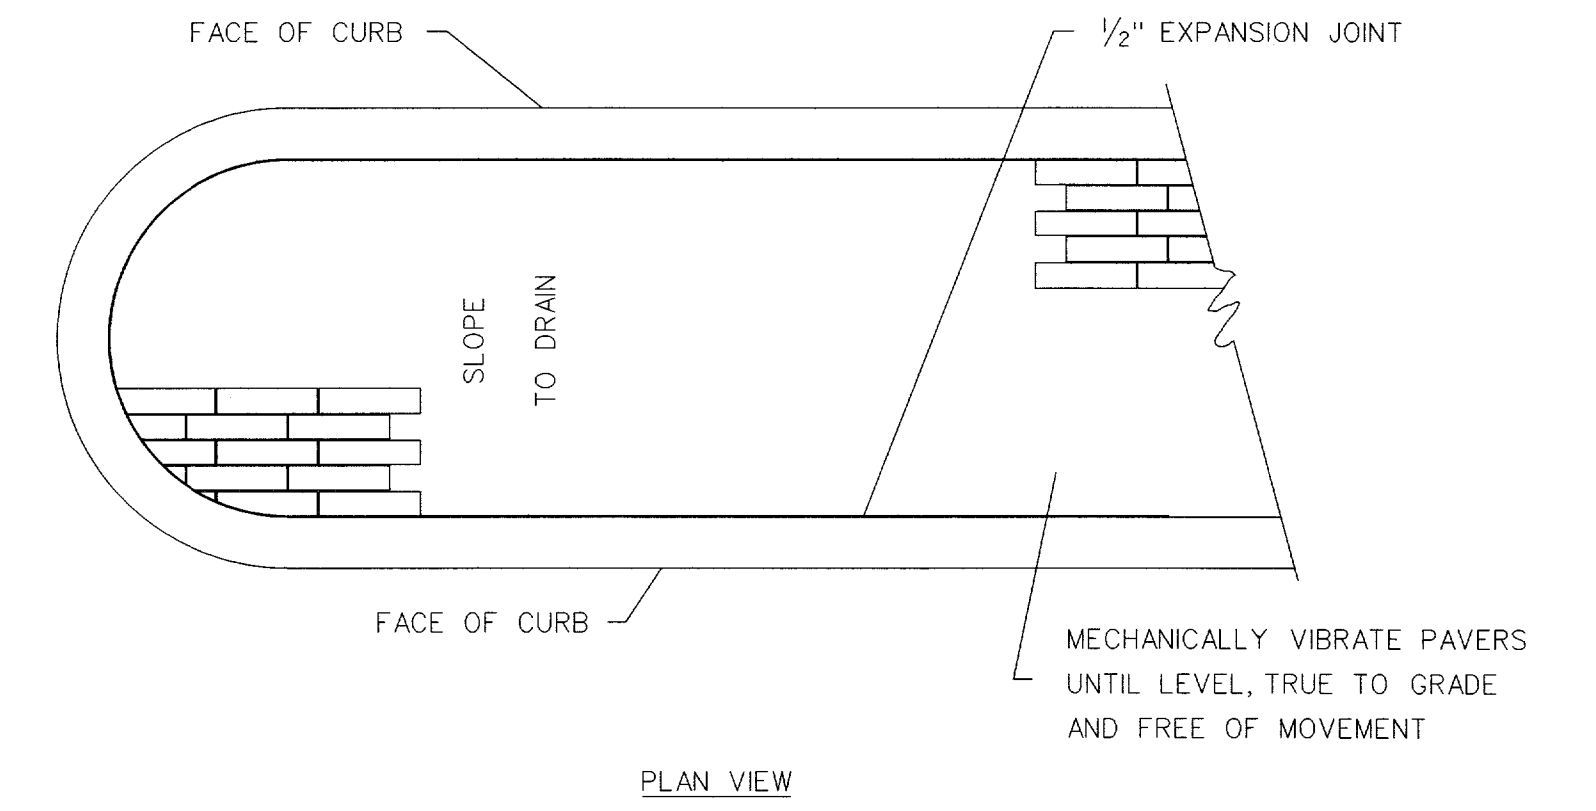 FACE OF CURB
1/2" EXPANSION JOINT
SLOPE
TO DRAIN
FACE OF CURB
MECHANICALLY VIBRATE PAVERS
UNTIL LEVEL, TRUE TO GRADE
AND FREE OF MOVEMENT
PLAN VIEW